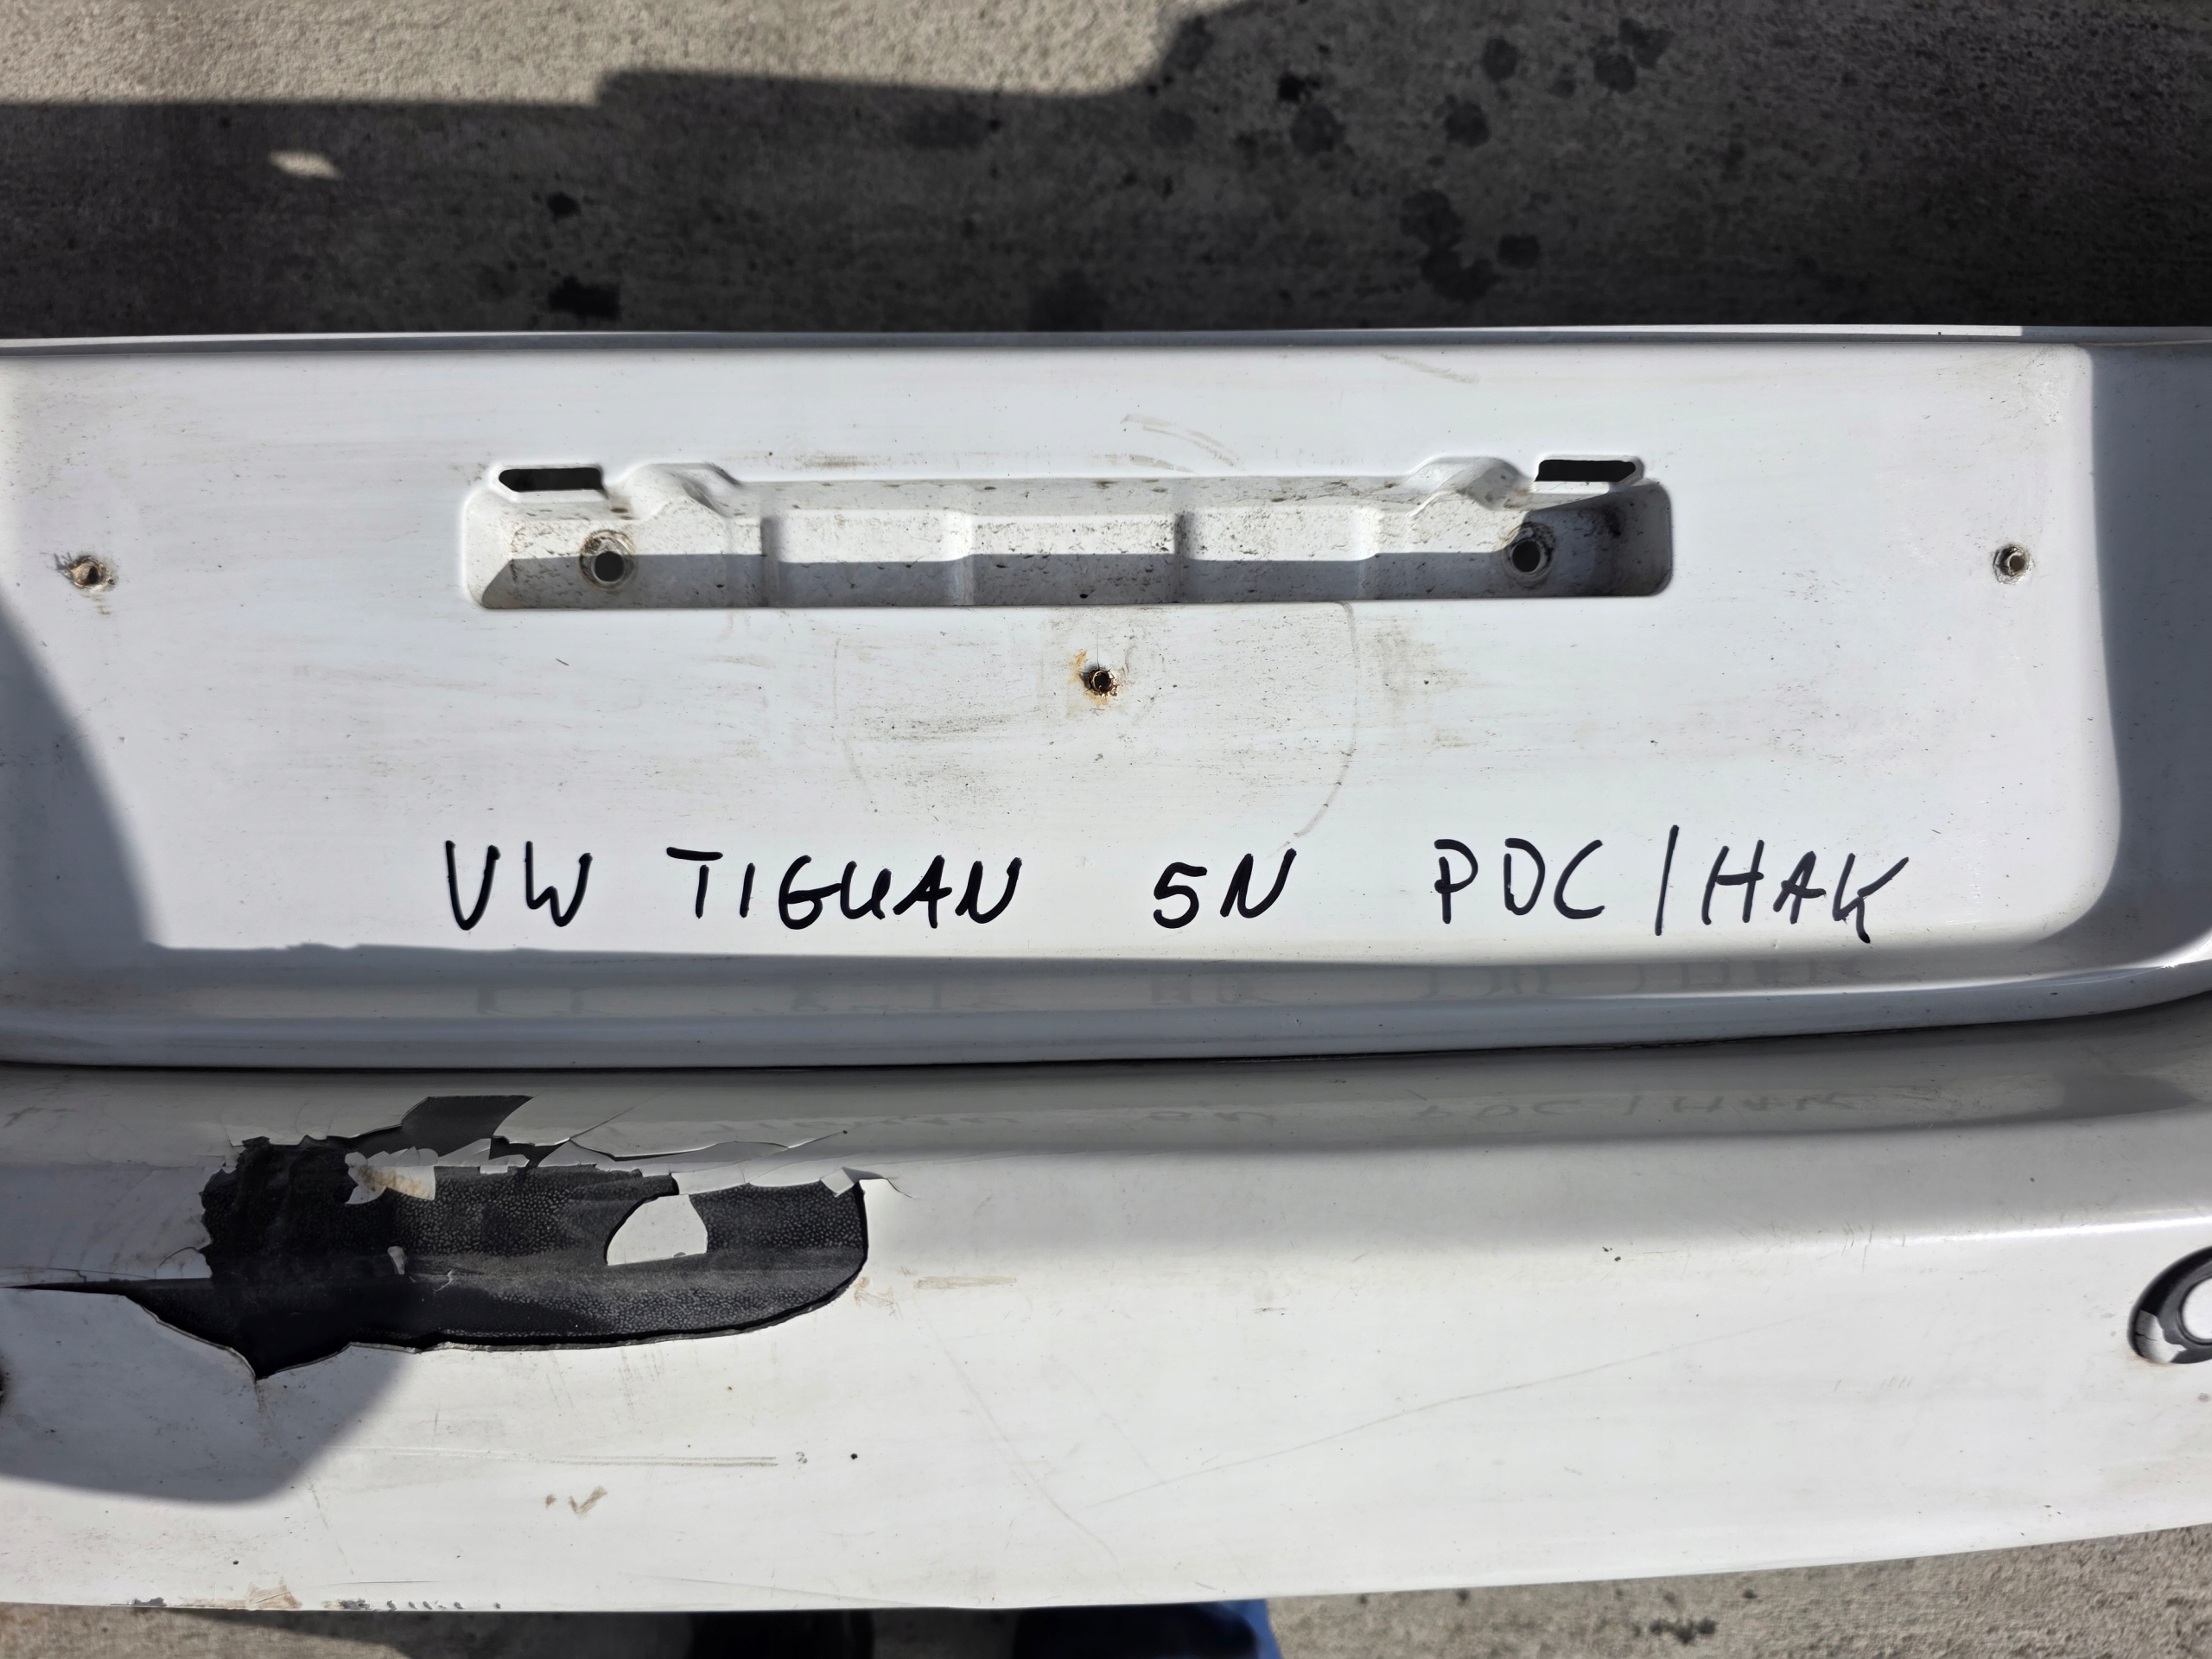 VW TIGUAN 5N PDC / HAK